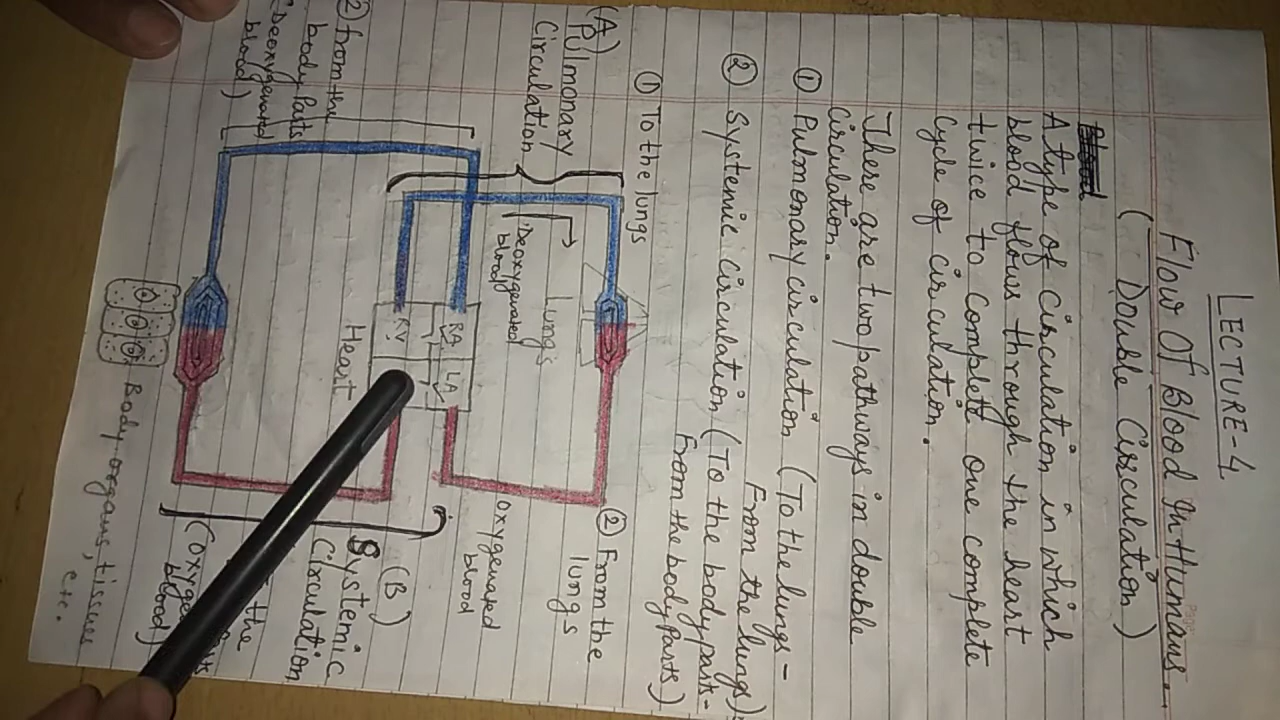 LECTURE-4
Flow Of Blood In Humans
(Double Circulation)
A type of circulation in which
blood flows through the heart
twice to complete one complete
cycle of circulation.
There are two pathways in double
circulation.
① Pulmonary circulation (To the lungs-
From the lungs)
② Systemic circulation (To the body parts-
From the body parts)
① To the lungs
② From the
lungs
(A)
Pulmonary
Circulation
Lungs
Deoxygenated
blood
oxygenated
blood
② from the
body Parts
(Deoxygenated
blood)
RA
LA
RV
Heart
(B)
Systemic
Circulation
the
(oxyge
blood)
Body organs, tissues
etc.